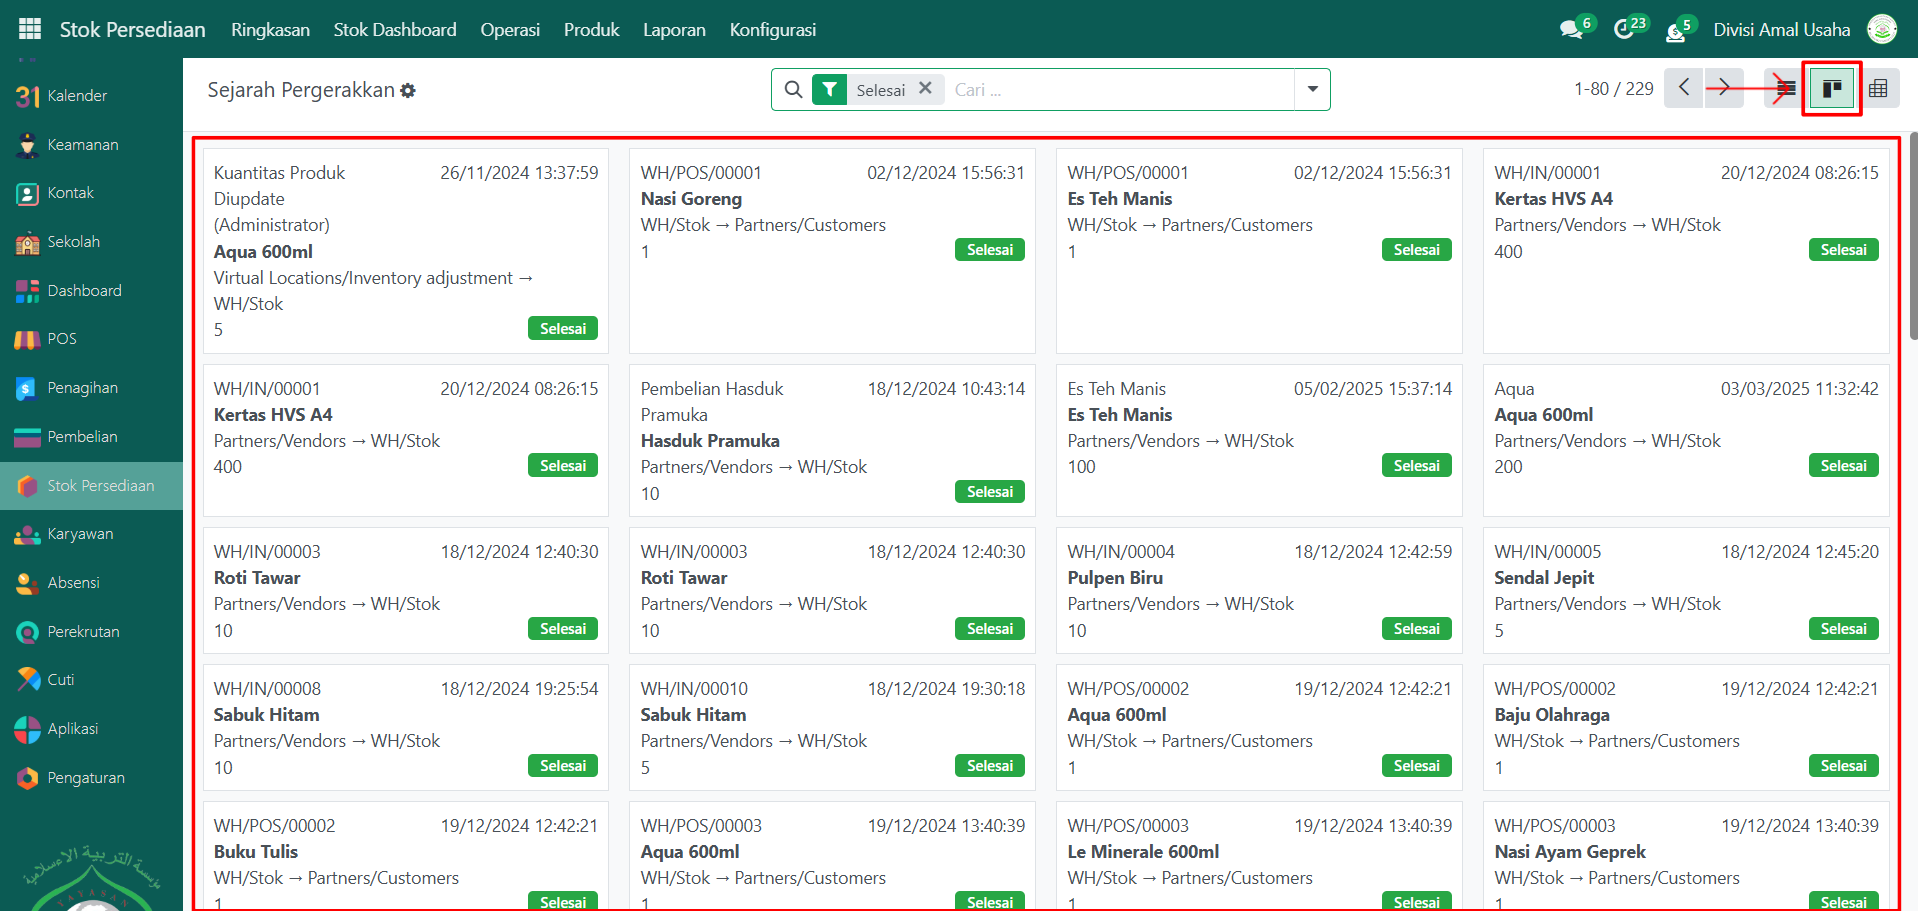 Stok Persediaan Ringkasan Stok Dashboard Operasi Produk Laporan Konfigurasi 6 23 5 Divisi Amal Usaha
31 Kalender
Keamanan
Kontak
Sekolah
Dashboard
POS
Penagihan
Pembelian
Stok Persediaan
Karyawan
Absensi
Perekrutan
Cuti
Aplikasi
Pengaturan
مؤسسة التربية الإسلامية
YAYASAN
Sejarah Pergerakkan Selesai Cari ... 1-80 / 229
Kuantitas Produk 26/11/2024 13:37:59
Diupdate
(Administrator)
Aqua 600ml
Virtual Locations/Inventory adjustment →
WH/Stok
5 Selesai
WH/POS/00001 02/12/2024 15:56:31
Nasi Goreng
WH/Stok → Partners/Customers
1 Selesai
WH/POS/00001 02/12/2024 15:56:31
Es Teh Manis
WH/Stok → Partners/Customers
1 Selesai
WH/IN/00001 20/12/2024 08:26:15
Kertas HVS A4
Partners/Vendors → WH/Stok
400 Selesai
WH/IN/00001 20/12/2024 08:26:15
Kertas HVS A4
Partners/Vendors → WH/Stok
400 Selesai
Pembelian Hasduk 18/12/2024 10:43:14
Pramuka
Hasduk Pramuka
Partners/Vendors → WH/Stok
10 Selesai
Es Teh Manis 05/02/2025 15:37:14
Es Teh Manis
Partners/Vendors → WH/Stok
100 Selesai
Aqua 03/03/2025 11:32:42
Aqua 600ml
Partners/Vendors → WH/Stok
200 Selesai
WH/IN/00003 18/12/2024 12:40:30
Roti Tawar
Partners/Vendors → WH/Stok
10 Selesai
WH/IN/00003 18/12/2024 12:40:30
Roti Tawar
Partners/Vendors → WH/Stok
10 Selesai
WH/IN/00004 18/12/2024 12:42:59
Pulpen Biru
Partners/Vendors → WH/Stok
10 Selesai
WH/IN/00005 18/12/2024 12:45:20
Sendal Jepit
Partners/Vendors → WH/Stok
5 Selesai
WH/IN/00008 18/12/2024 19:25:54
Sabuk Hitam
Partners/Vendors → WH/Stok
10 Selesai
WH/IN/00010 18/12/2024 19:30:18
Sabuk Hitam
Partners/Vendors → WH/Stok
5 Selesai
WH/POS/00002 19/12/2024 12:42:21
Aqua 600ml
WH/Stok → Partners/Customers
1 Selesai
WH/POS/00002 19/12/2024 12:42:21
Baju Olahraga
WH/Stok → Partners/Customers
1 Selesai
WH/POS/00002 19/12/2024 12:42:21
Buku Tulis
WH/Stok → Partners/Customers
1 Selesai
WH/POS/00003 19/12/2024 13:40:39
Aqua 600ml
WH/Stok → Partners/Customers
1 Selesai
WH/POS/00003 19/12/2024 13:40:39
Le Minerale 600ml
WH/Stok → Partners/Customers
1 Selesai
WH/POS/00003 19/12/2024 13:40:39
Nasi Ayam Geprek
WH/Stok → Partners/Customers
1 Selesai